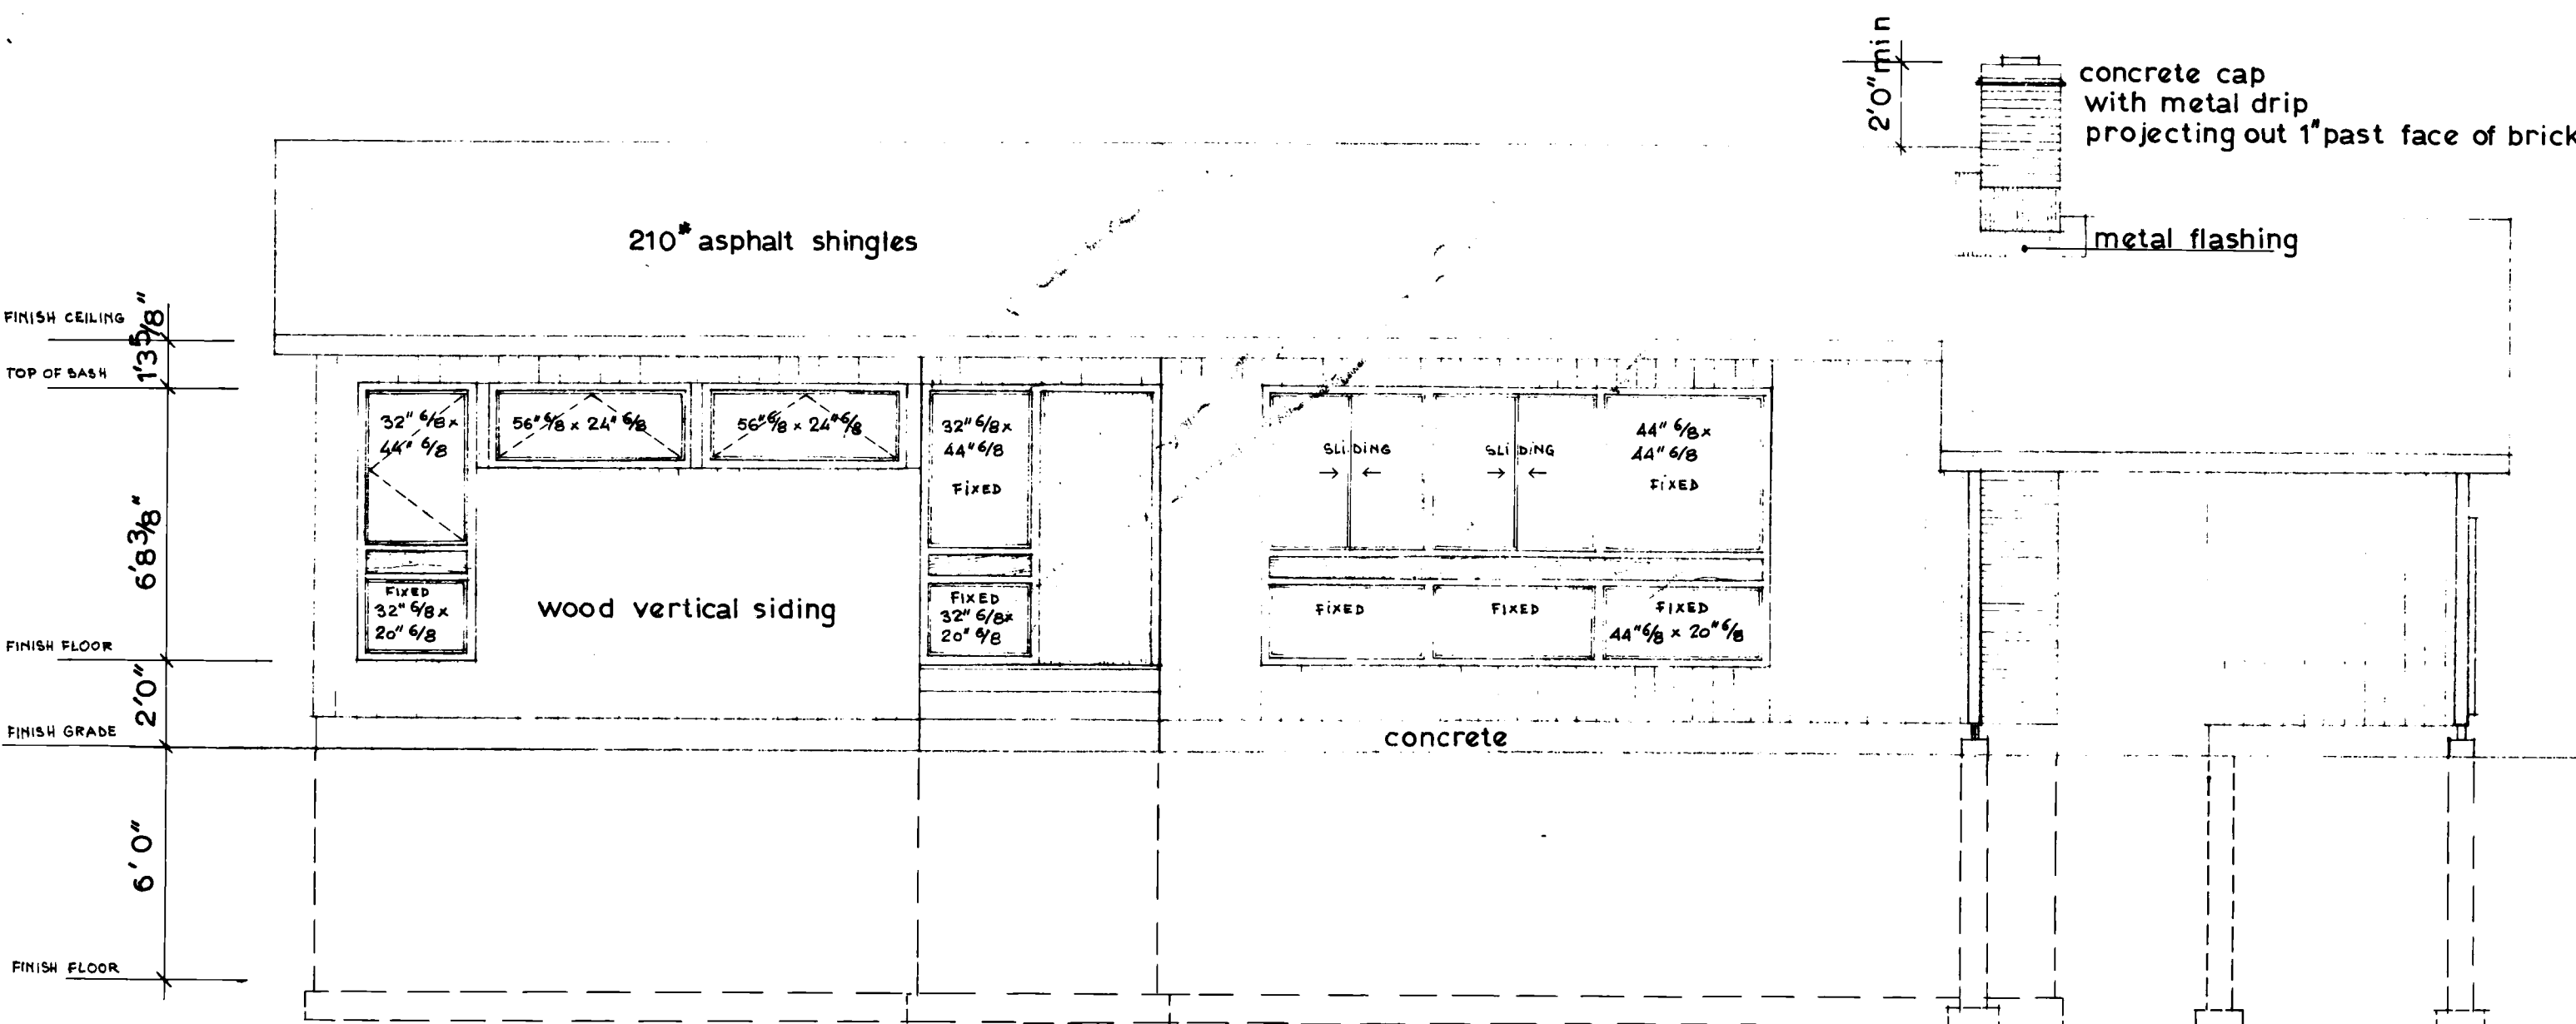 2'0" min
concrete cap
with metal drip
projecting out 1" past face of brick
210# asphalt shingles
metal flashing
FINISH CEILING
1'3 5/8"
TOP OF SASH
32" 6/8 x
44" 6/8
56" 6/8 x 24" 6/8
56" 6/8 x 24" 6/8
32" 6/8 x
44" 6/8
FIXED
SLIDING
SLIDING
44" 6/8 x
44" 6/8
FIXED
6'8 3/8"
FIXED
32" 6/8 x
20" 6/8
wood vertical siding
FIXED
32" 6/8 x
20" 6/8
FIXED
FIXED
FIXED
44" 6/8 x 20" 6/8
FINISH FLOOR
2'0"
FINISH GRADE
concrete
6'0"
FINISH FLOOR